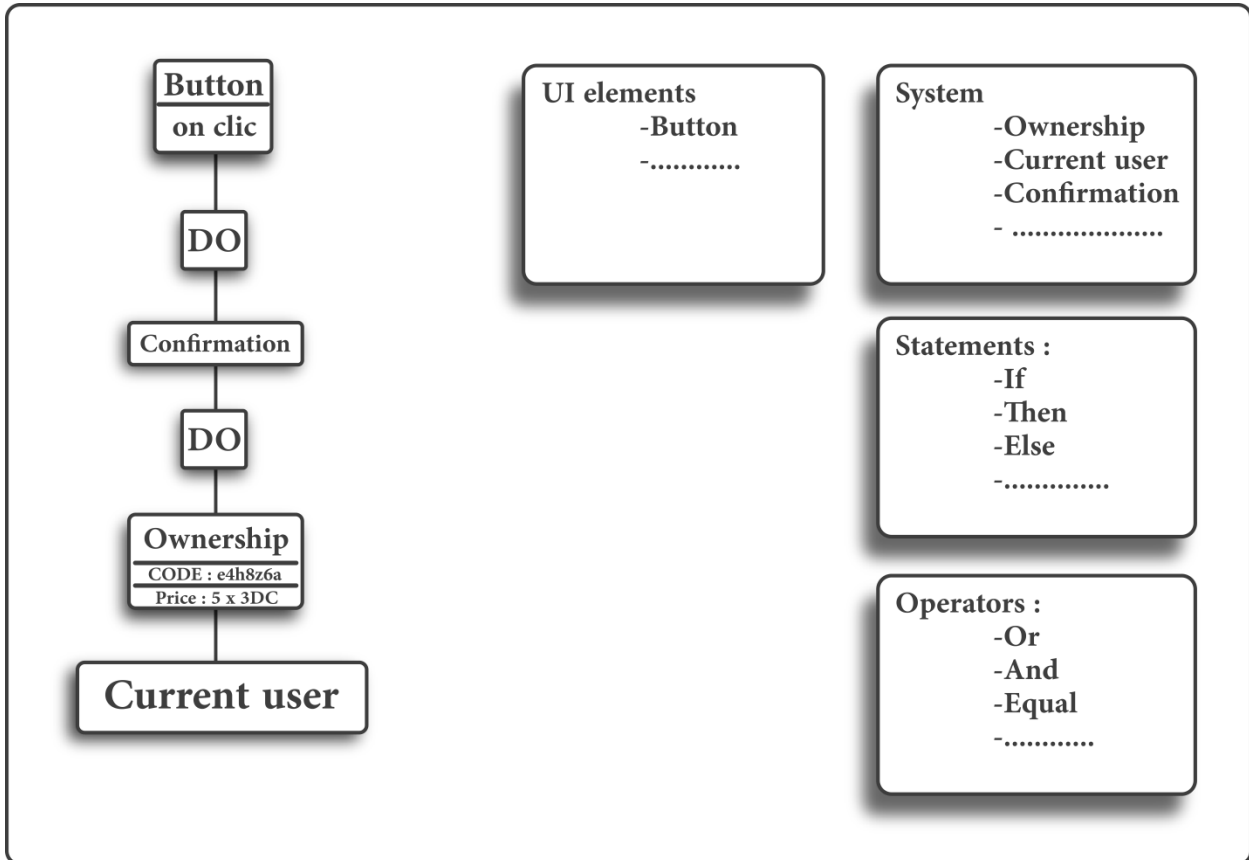 Button
on clic
DO
Confirmation
DO
Ownership
CODE : e4h8z6a
Price : 5 x 3DC
Current user
UI elements
-Button
-............
System
-Ownership
-Current user
-Confirmation
- ....................
Statements :
-If
-Then
-Else
-..............
Operators :
-Or
-And
-Equal
-............